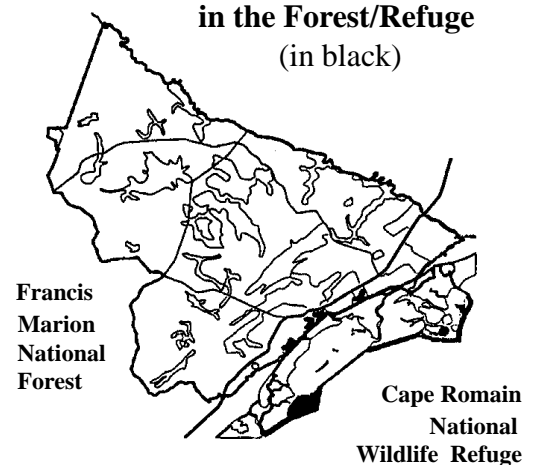 in the Forest/Refuge
(in black)
Francis
Marion
National
Forest
Cape Romain
National
Wildlife Refuge